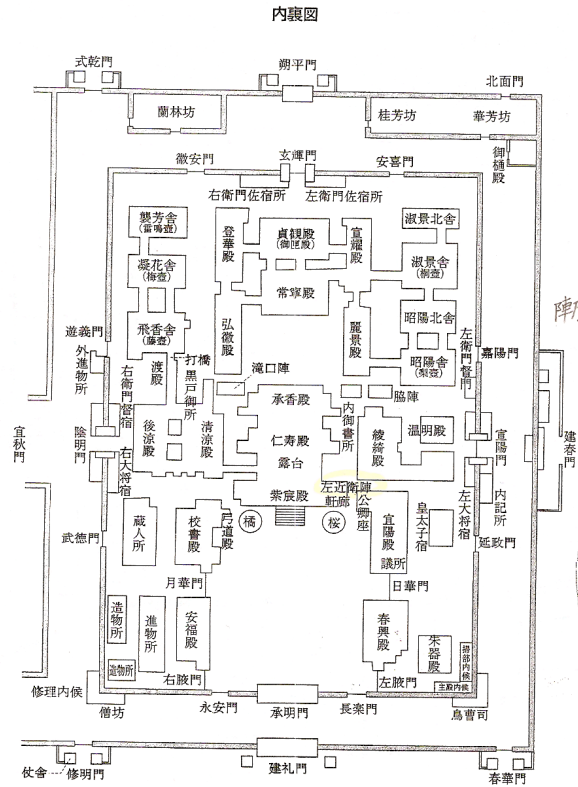 内裏図
式乾門
朔平門
北面門
蘭林坊
桂芳坊
華芳坊
御樋殿
徽安門
玄輝門
安喜門
右衛門佐宿所
左衛門佐宿所
襲芳舎
(雷鳴壺)
登華殿
貞観殿
(御匣殿)
宣耀殿
淑景北舎
凝花舎
(梅壺)
淑景舎
(桐壺)
常寧殿
飛香舎
(藤壺)
弘徽殿
麗景殿
昭陽北舎
昭陽舎
(梨壺)
遊義門
外進物所
右衛門督宿
渡殿
打橋
黒戸御所
滝口陣
左衛門督門
嘉陽門
脇陣
承香殿
内御書所
後涼殿
清涼殿
仁寿殿
露台
綾綺殿
温明殿
宜秋門
陰明門
右大将宿
宣陽門
建春門
紫宸殿
左近衛陣
軒廊
公卿座
左大将宿
内記所
蔵人所
校書殿
弓道殿
橘
桜
宜陽殿
議所
皇太子宿
武徳門
延政門
月華門
日華門
造物所
進物所
安福殿
春興殿
朱器殿
掃部内候
造物所
右腋門
左腋門
主殿内候
修理内候
僧坊
永安門
承明門
長楽門
鳥曹司
仗舎
修明門
建礼門
春華門